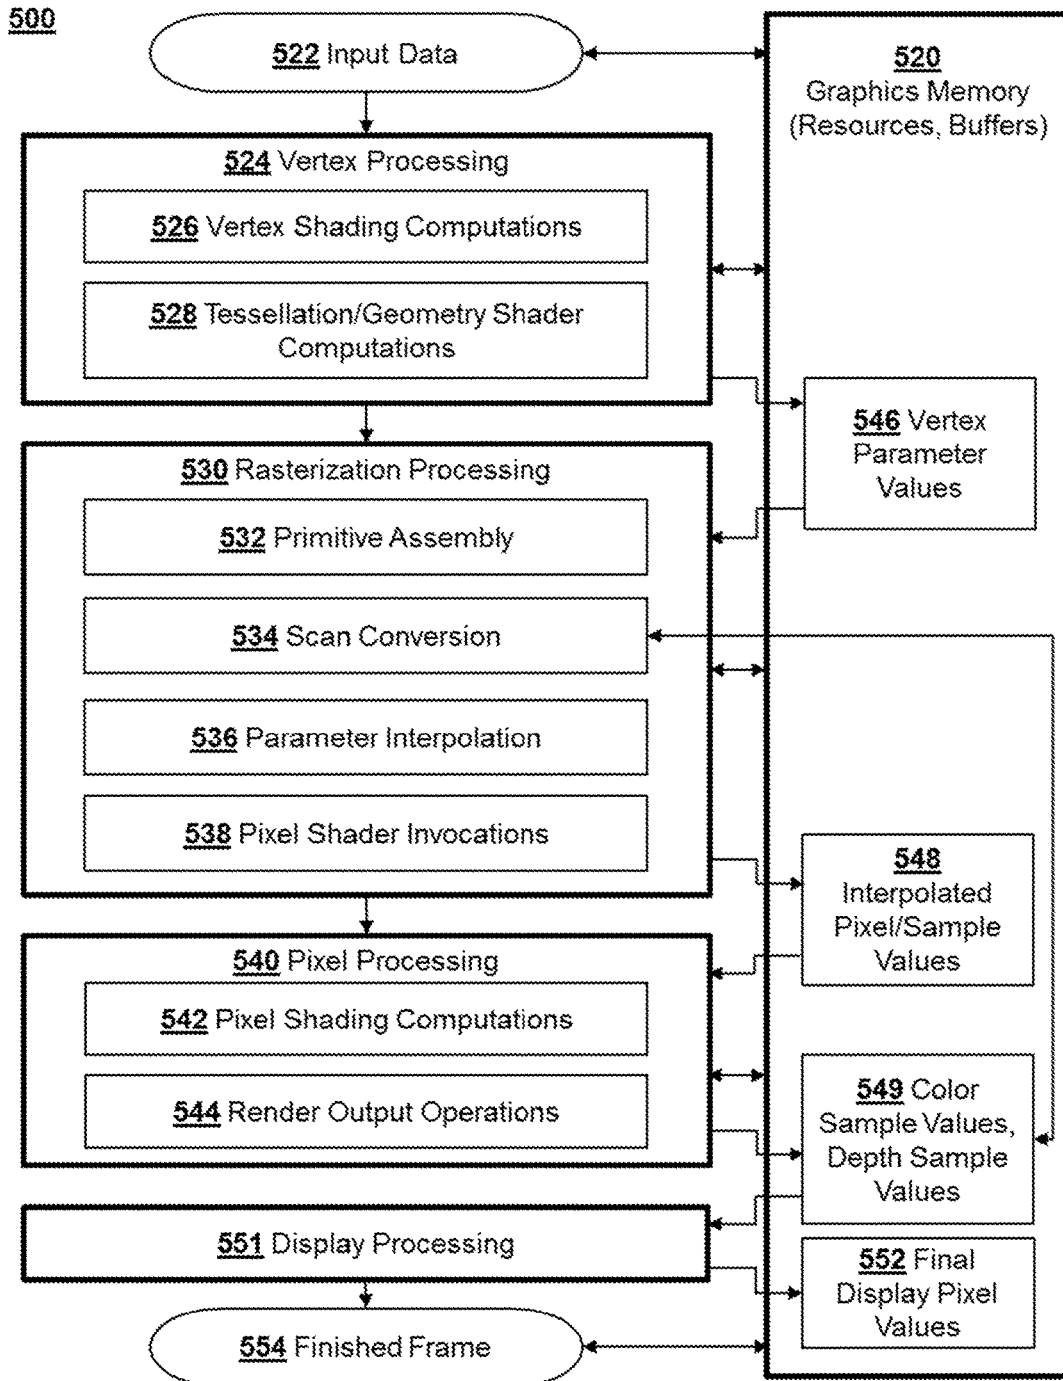 500
522 Input Data
520
Graphics Memory
(Resources, Buffers)
524 Vertex Processing
526 Vertex Shading Computations
528 Tessellation/Geometry Shader
Computations
546 Vertex
Parameter
Values
530 Rasterization Processing
532 Primitive Assembly
534 Scan Conversion
536 Parameter Interpolation
538 Pixel Shader Invocations
548
Interpolated
Pixel/Sample
Values
540 Pixel Processing
542 Pixel Shading Computations
544 Render Output Operations
549 Color
Sample Values,
Depth Sample
Values
551 Display Processing
552 Final
Display Pixel
Values
554 Finished Frame